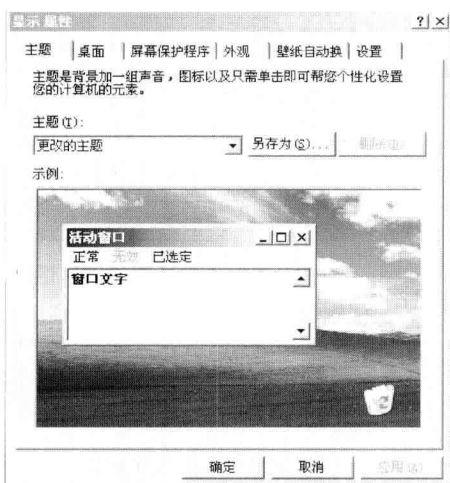 显示 属性
主题 桌面 屏幕保护程序 外观 壁纸自动换 设置
主题是背景加一组声音，图标以及只需单击即可帮您个性化设置
您的计算机的元素。
主题(T):
更改的主题 另存为(S)... 删除(D)
示例:
活动窗口
正常 无效 已选定
窗口文字
确定 取消 应用(A)